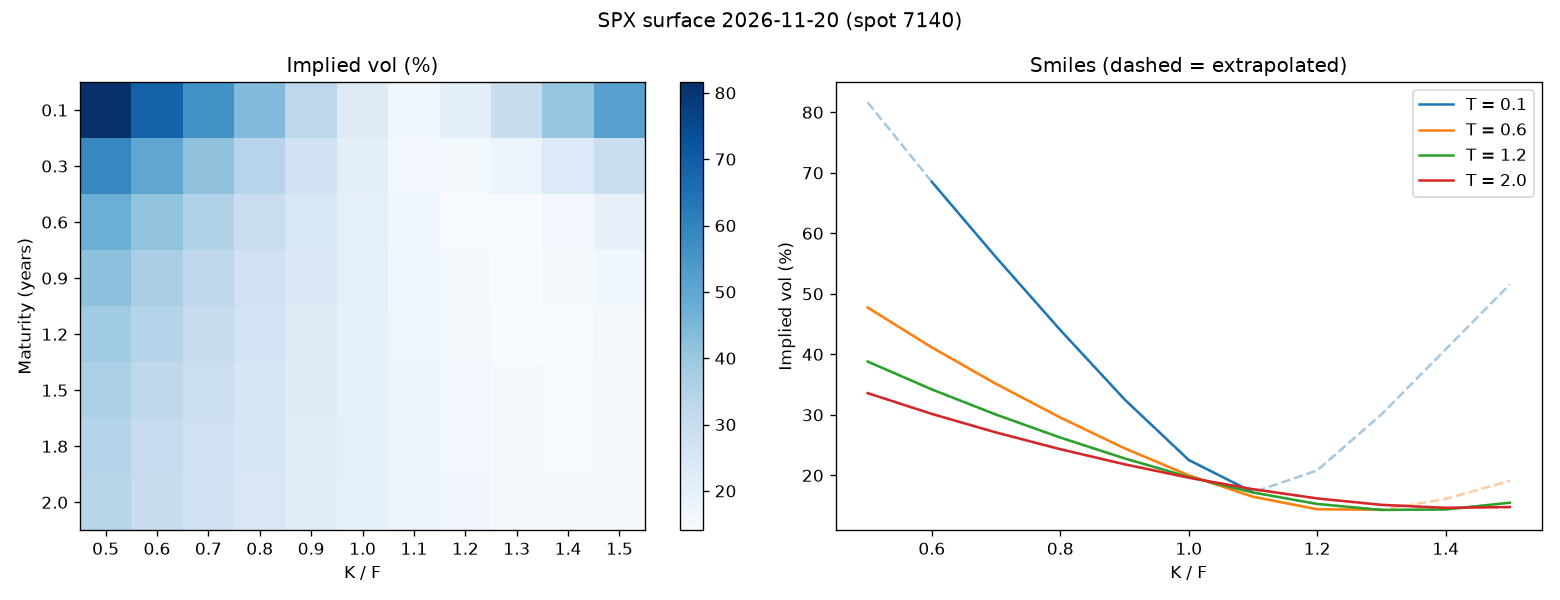 SPX surface 2026-11-20 (spot 7140)
Implied vol (%)
Maturity (years)
0.1
0.3
0.6
0.9
1.2
1.5
1.8
2.0
0.5 0.6 0.7 0.8 0.9 1.0 1.1 1.2 1.3 1.4 1.5
K / F
80
70
60
50
40
30
20
Smiles (dashed = extrapolated)
Implied vol (%)
80
70
60
50
40
30
20
T = 0.1
T = 0.6
T = 1.2
T = 2.0
0.6 0.8 1.0 1.2 1.4
K / F